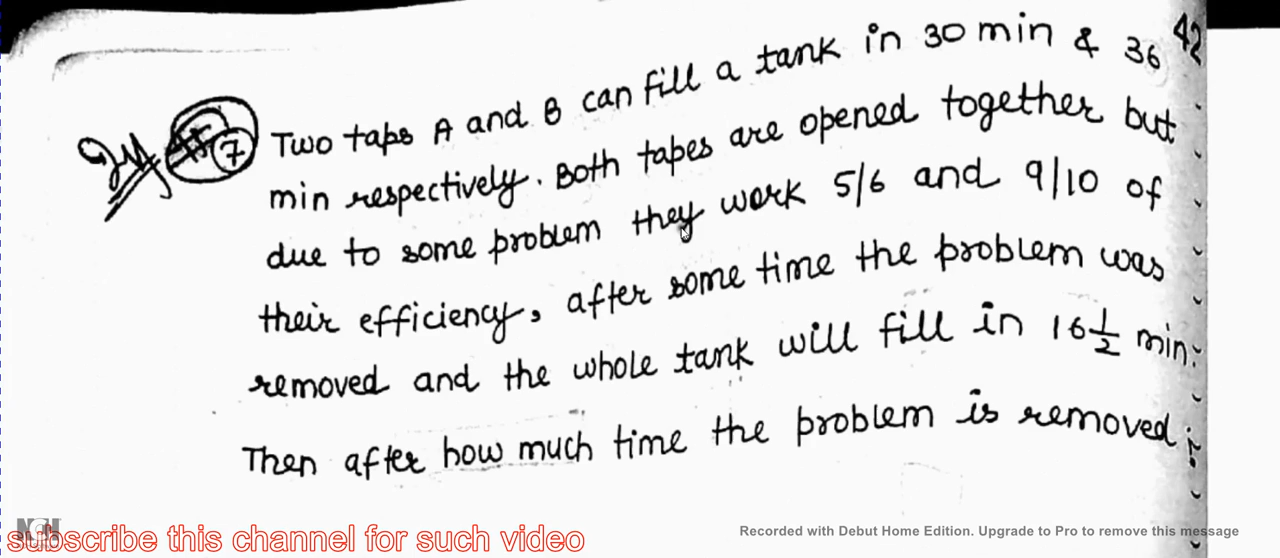 42
7 Two taps A and B can fill a tank in 30 min & 36
min respectively. Both tapes are opened together but
due to some problem they work 5/6 and 9/10 of
their efficiency, after some time the problem was
removed and the whole tank will fill in 16 1/2 min.
Then after how much time the problem is removed?
NCH
Recorded with Debut Home Edition. Upgrade to Pro to remove this message
subscribe this channel for such video